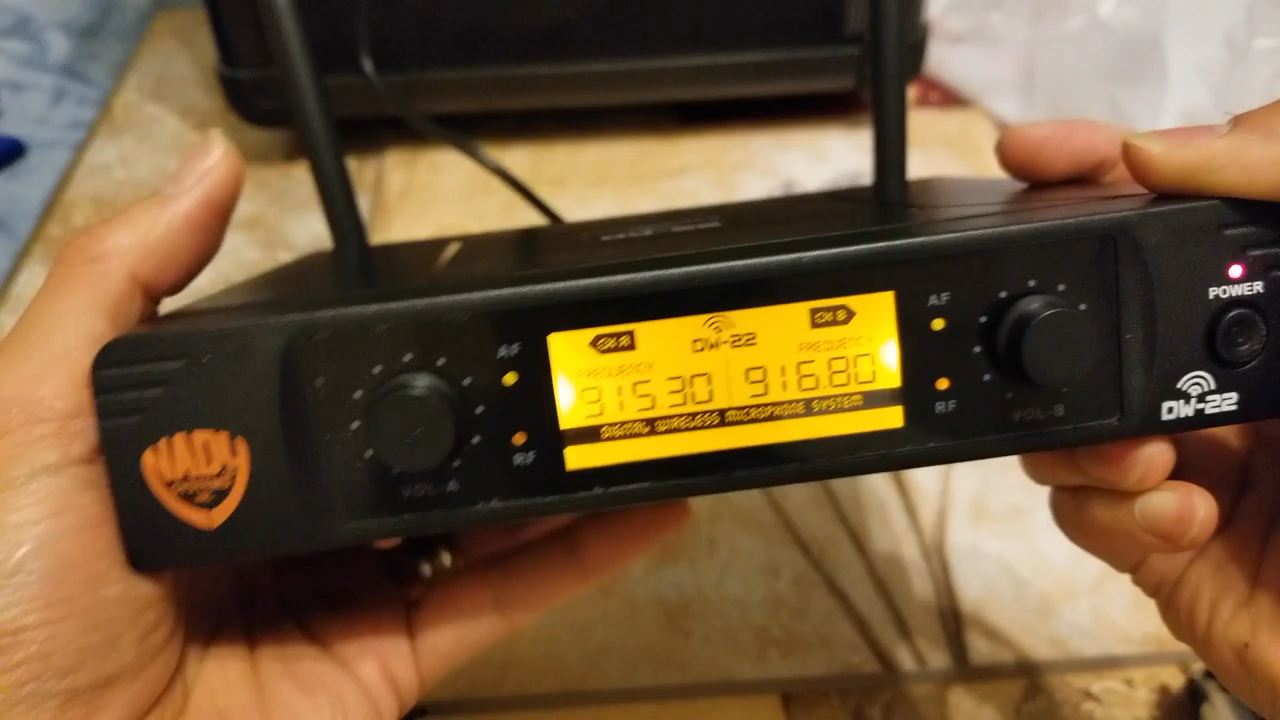 NADY
AF
RF
VOL-A
CH A
DW-22
CH B
FREQUENCY
FREQUENCY
915.30
916.80
DIGITAL WIRELESS MICROPHONE SYSTEM
AF
RF
VOL-B
POWER
DW-22